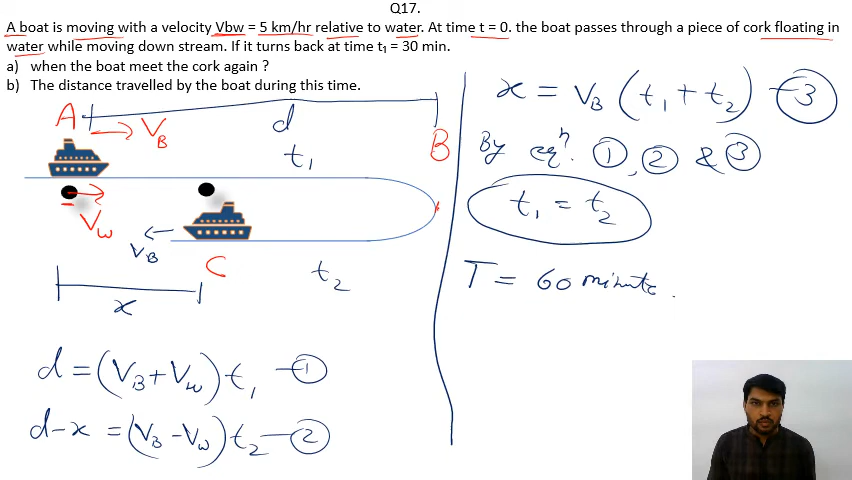 Q17.
A boat is moving with a velocity Vbw = 5 km/hr relative to water. At time t = 0. the boat passes through a piece of cork floating in
water while moving down stream. If it turns back at time t₁ = 30 min.
a) when the boat meet the cork again ?
b) The distance travelled by the boat during this time.
A
V_B
d
B
t₁
V_w
V_B
C
t₂
x
d = (V_B + V_w) t₁ — ①
d - x = (V_B - V_w) t₂ — ②
x = V_B (t₁ + t₂) — ③
By eqⁿ. ①, ② & ③
t₁ = t₂
T = 60 minute.